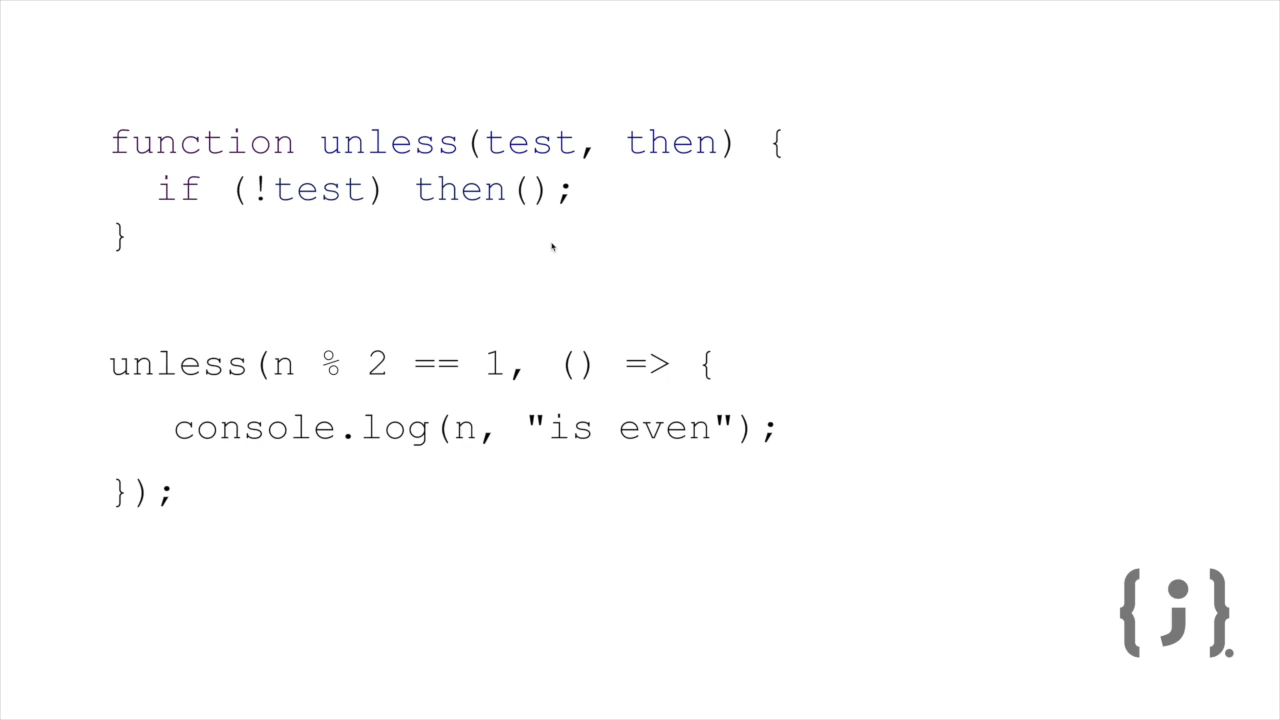 function unless(test, then) {
  if (!test) then();
}
unless(n % 2 == 1, () => {
   console.log(n, "is even");
});
{;}.